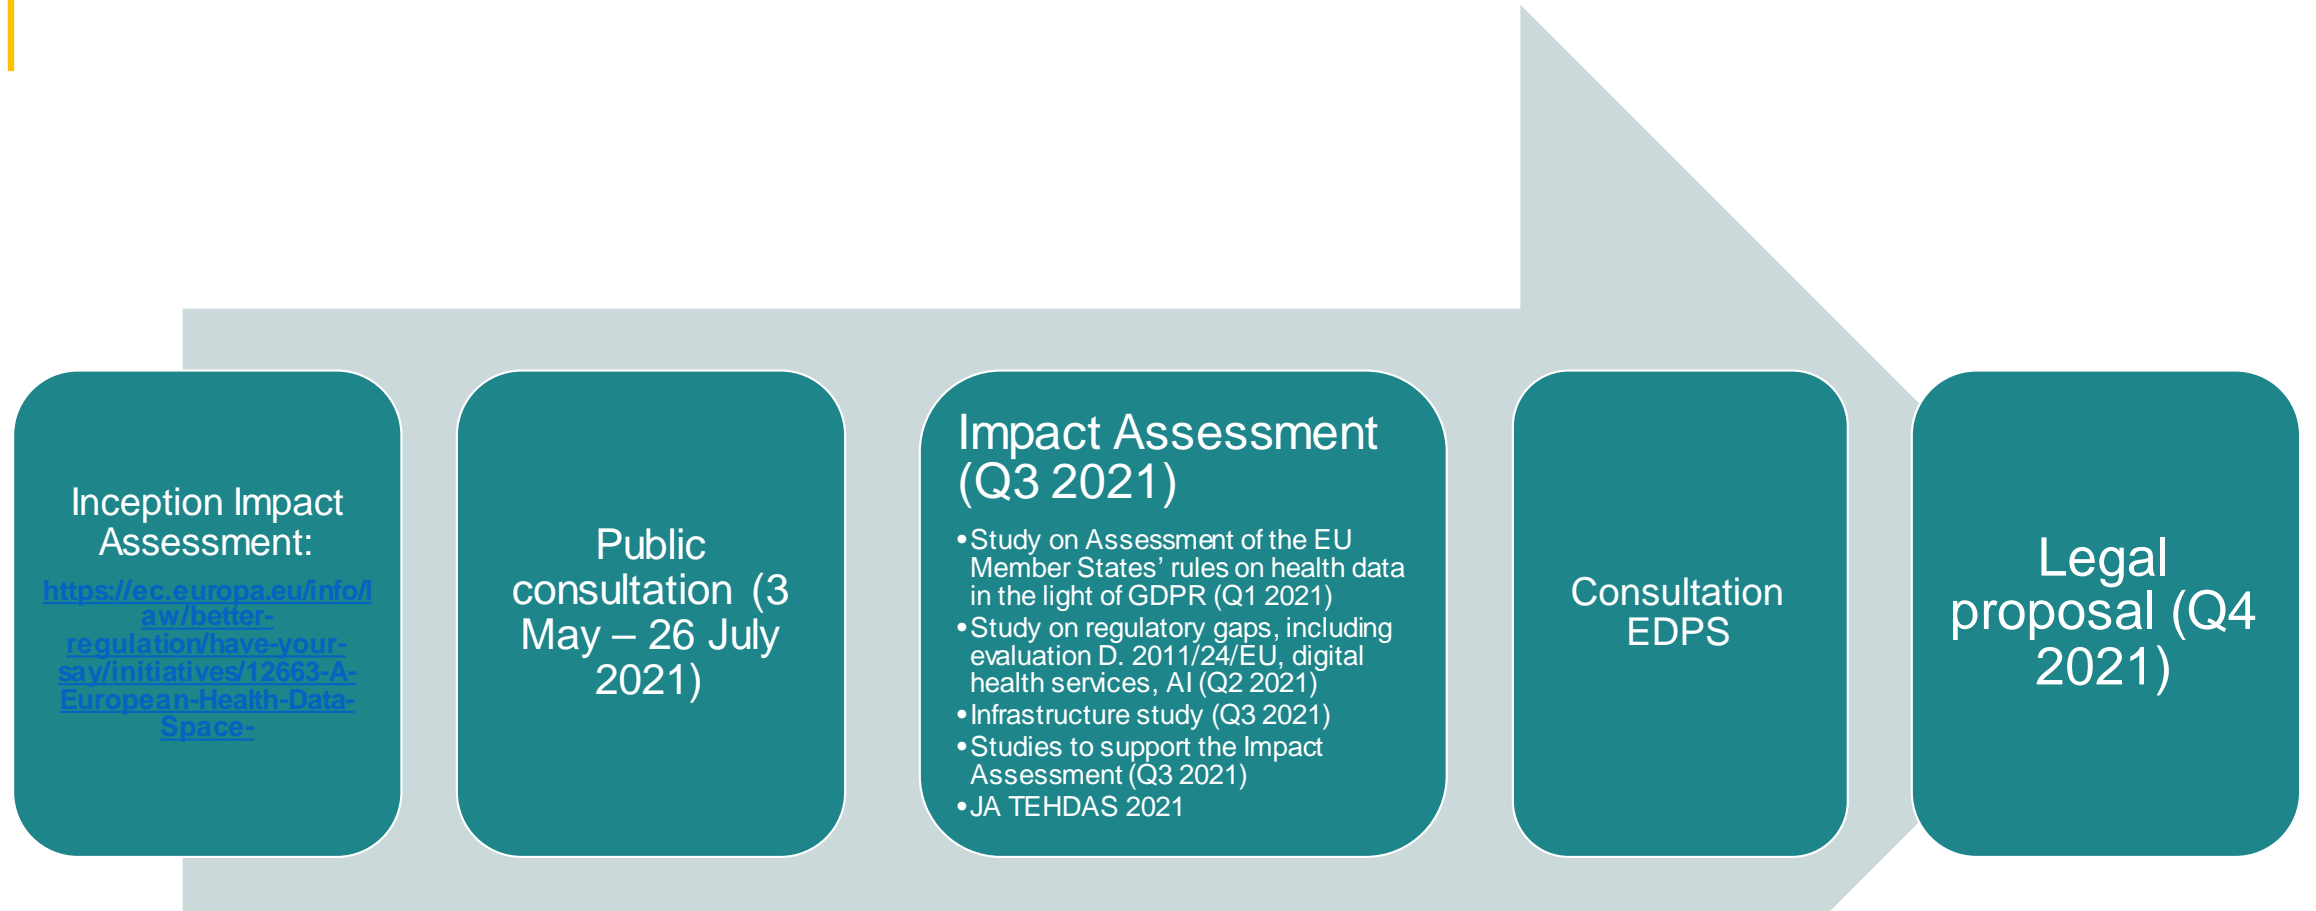 Inception Impact
Assessment:
https://ec.europa.eu/info/l
aw/better-
regulation/have-your-
say/initiatives/12663-A-
European-Health-Data-
Space-
Public
consultation (3
May – 26 July
2021)
Impact Assessment
(Q3 2021)
•Study on Assessment of the EU
Member States’ rules on health data
in the light of GDPR (Q1 2021)
•Study on regulatory gaps, including
evaluation D. 2011/24/EU, digital
health services, AI (Q2 2021)
•Infrastructure study (Q3 2021)
•Studies to support the Impact
Assessment (Q3 2021)
•JA TEHDAS 2021
Consultation
EDPS
Legal
proposal (Q4
2021)